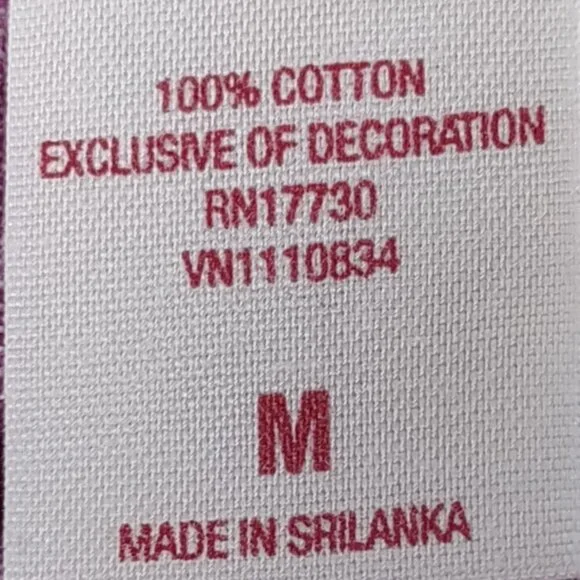 100% COTTON
EXCLUSIVE OF DECORATION
RN17730
VN1110834
M
MADE IN SRILANKA